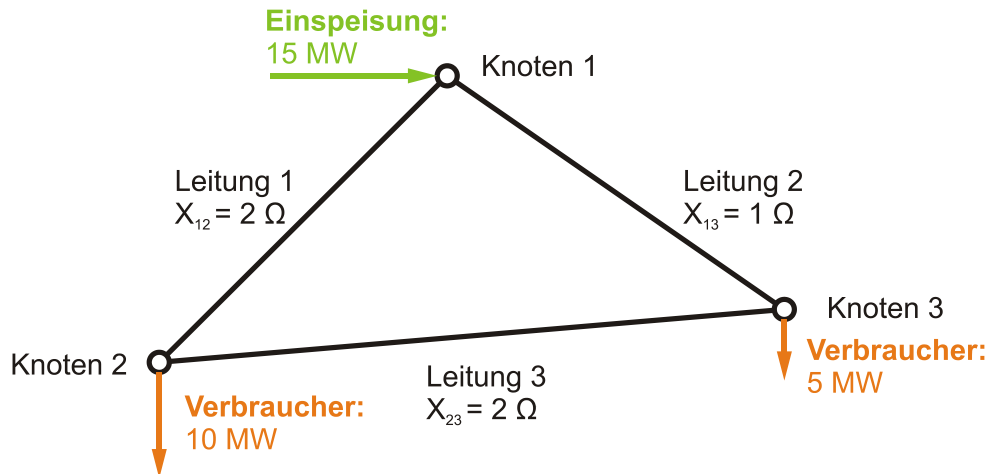 Einspeisung:
15 MW
Knoten 1
Leitung 1
X₁₂ = 2 Ω
Leitung 2
X₁₃ = 1 Ω
Knoten 3
Verbraucher:
5 MW
Knoten 2
Leitung 3
X₂₃ = 2 Ω
Verbraucher:
10 MW